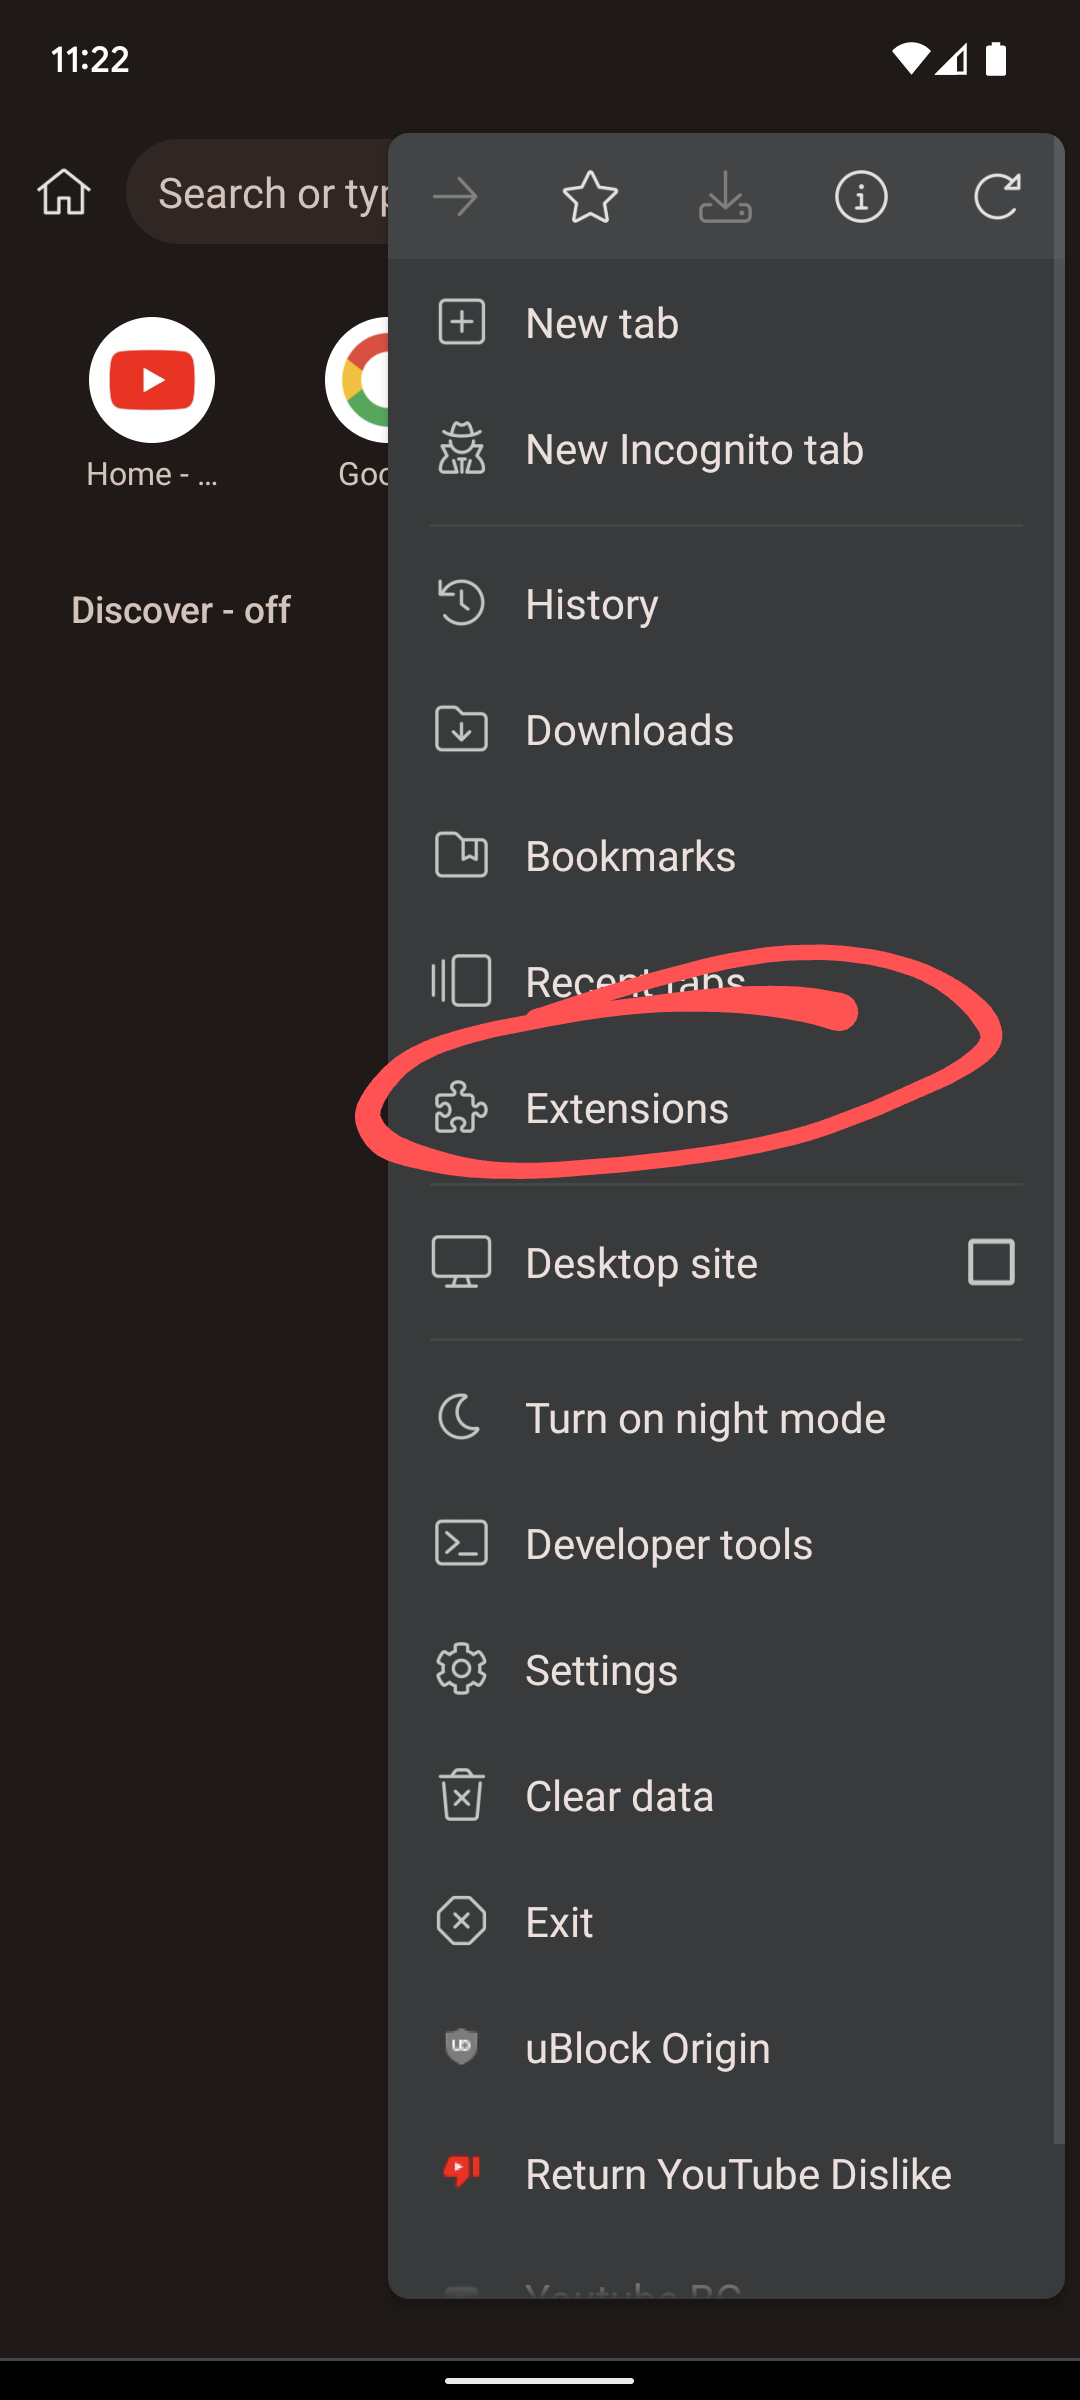 11:22
Search or typ
New tab
New Incognito tab
Home - ...
Goo
History
Discover - off
Downloads
Bookmarks
Recent tabs
Extensions
Desktop site
Turn on night mode
Developer tools
Settings
Clear data
Exit
uBlock Origin
Return YouTube Dislike